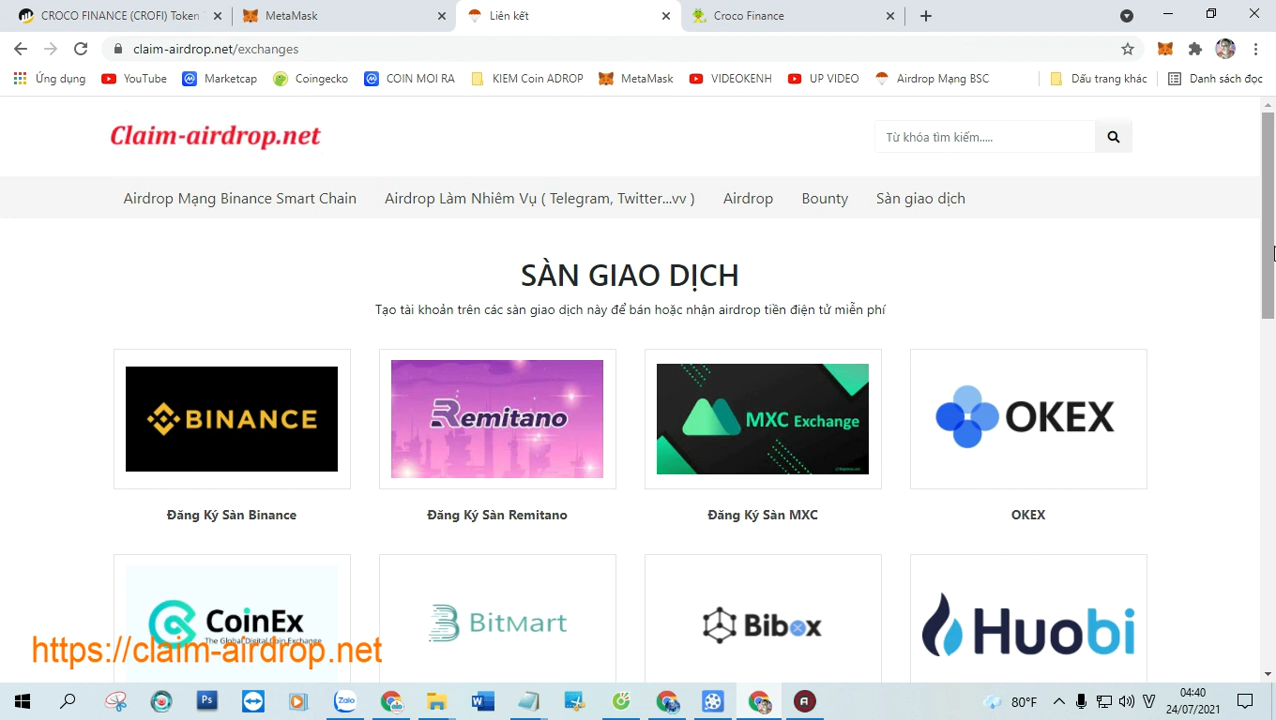 CROCO FINANCE (CROFI) Token
MetaMask
Liên kết
Croco Finance
claim-airdrop.net/exchanges
Ứng dụng
YouTube
Marketcap
Coingecko
COIN MOI RA
KIEM Coin ADROP
MetaMask
VIDEOKENH
UP VIDEO
Airdrop Mạng BSC
Dấu trang khác
Danh sách đọc
Claim-airdrop.net
Từ khóa tìm kiếm.....
Airdrop Mạng Binance Smart Chain
Airdrop Làm Nhiêm Vụ ( Telegram, Twitter...vv )
Airdrop
Bounty
Sàn giao dịch
SÀN GIAO DỊCH
Tạo tài khoản trên các sàn giao dịch này để bán hoặc nhận airdrop tiền điện tử miễn phí
BINANCE
Remitano
MXC Exchange
OKEX
Đăng Ký Sàn Binance
Đăng Ký Sàn Remitano
Đăng Ký Sàn MXC
OKEX
CoinEx
The Global Digital Coin Exchange
BitMart
Bibox
Huobi
https://claim-airdrop.net
Ps
Zalo
80°F
04:40
24/07/2021